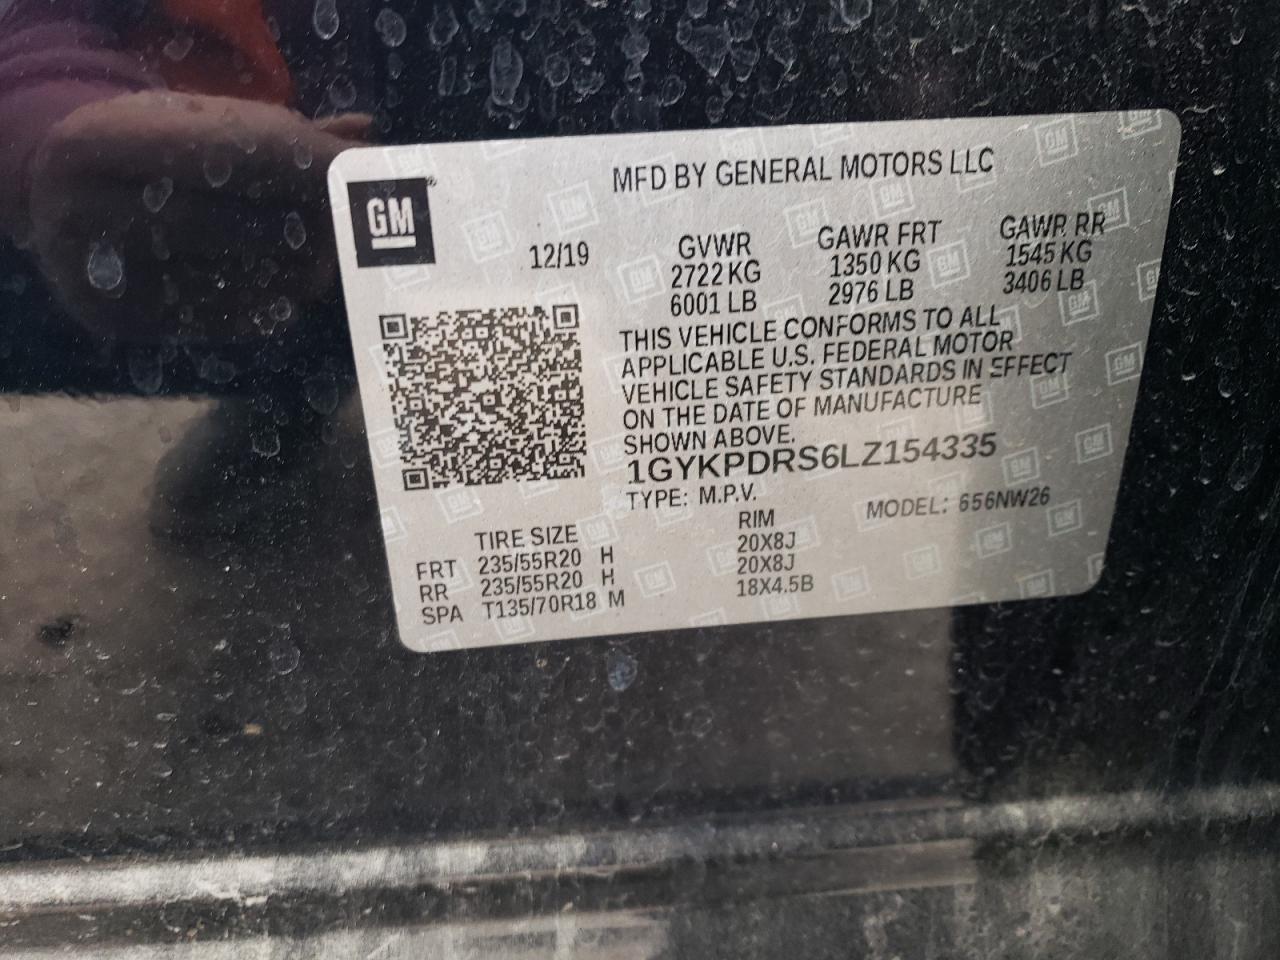 MFD BY GENERAL MOTORS LLC
GM
12/19
GVWR GAWR FRT GAWR RR
2722 KG 1350 KG 1545 KG
6001 LB 2976 LB 3406 LB
THIS VEHICLE CONFORMS TO ALL
APPLICABLE U.S. FEDERAL MOTOR
VEHICLE SAFETY STANDARDS IN EFFECT
ON THE DATE OF MANUFACTURE
SHOWN ABOVE.
1GYKPDRS6LZ154335
TYPE: M.P.V. MODEL: 656NW26
TIRE SIZE RIM
FRT 235/55R20 H 20X8J
RR 235/55R20 H 20X8J
SPA T135/70R18 M 18X4.5B